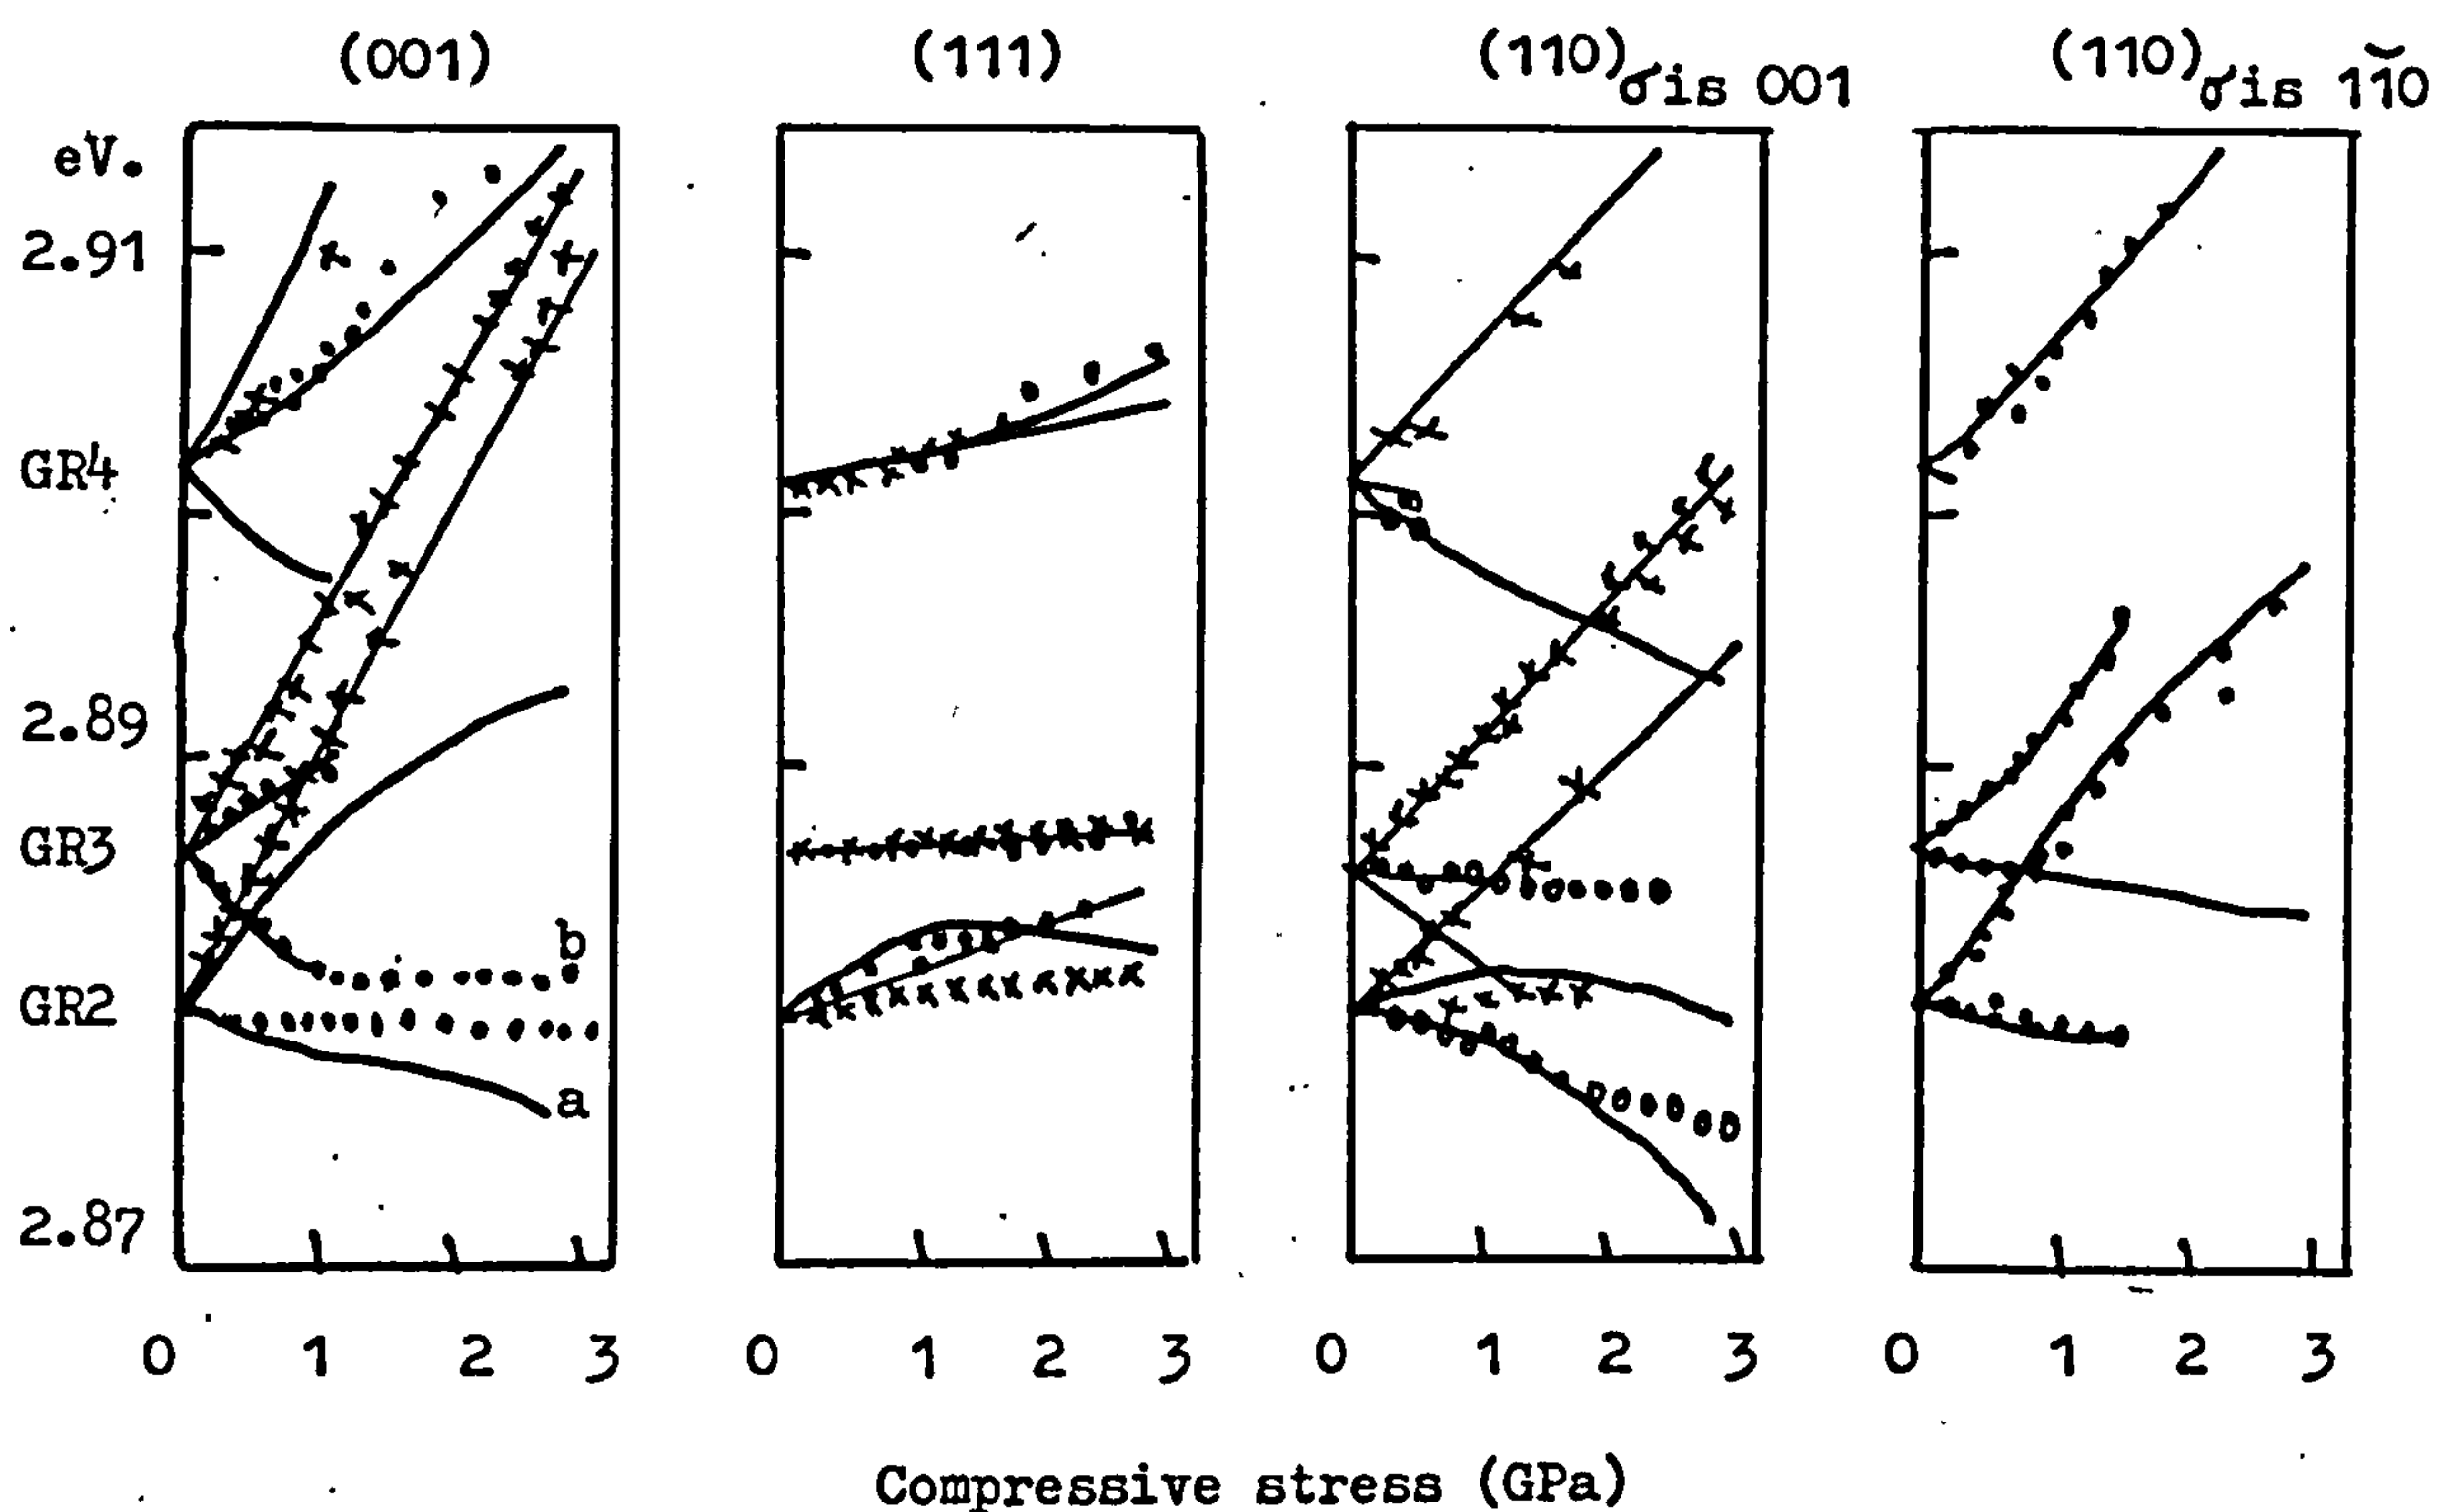 (001) (111) (110)σis 001 (110)σis 1͝10
eV.
2.91
GR4
2.89
GR3
b
GR2
a
2.87
0 1 2 3 0 1 2 3 0 1 2 3 0 1 2 3
Compressive stress (GPa)